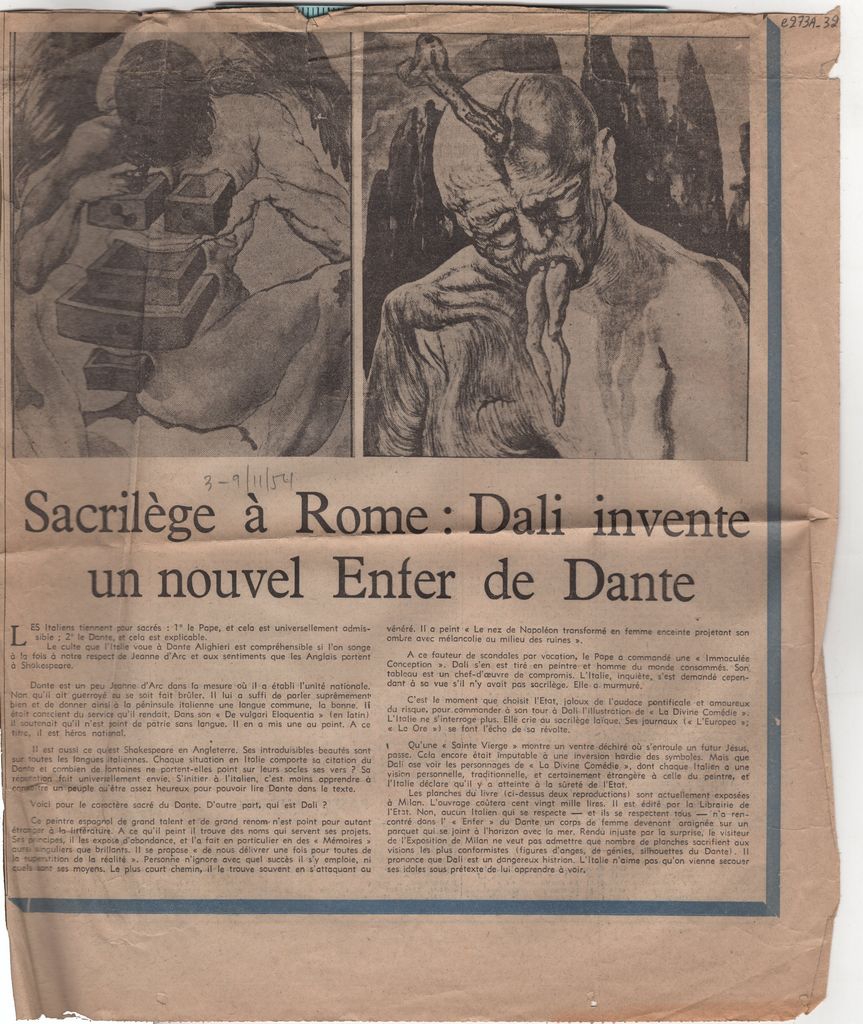 e273A-32
3-9/11/54
Sacrilège à Rome : Dali invente
un nouvel Enfer de Dante
LES Italiens tiennent pour sacrés : 1° le Pape, et cela est universellement admis-
sible ; 2° le Dante, et cela est explicable.
Le culte que l'Italie voue à Dante Alighieri est compréhensible si l'on songe
à la fois à notre respect de Jeanne d'Arc et aux sentiments que les Anglais portent
à Shakespeare.
Dante est un peu Jeanne d'Arc dans la mesure où il a établi l'unité nationale.
Non qu'il ait guerroyé ou se soit fait brûler. Il lui a suffi de parler suprêmement
bien et de donner ainsi à la péninsule italienne une langue commune, la bonne. Il
était conscient du service qu'il rendait. Dans son « De vulgari Eloquentia » (en latin)
il soutenait qu'il n'est point de patrie sans langue. Il en a mis une au point. A ce
titre, il est héros national.
Il est aussi ce qu'est Shakespeare en Angleterre. Ses intraduisibles beautés sont
sur toutes les langues italiennes. Chaque situation en Italie comporte sa citation du
Dante et combien de fontaines ne portent-elles point sur leurs socles ses vers ? Sa
réputation fait universellement envie. S'initier à l'italien, c'est moins apprendre à
connaître un peuple qu'être assez heureux pour pouvoir lire Dante dans le texte.
Voici pour le caractère sacré du Dante. D'autre part, qui est Dali ?
Ce peintre espagnol de grand talent et de grand renom n'est point pour autant
étranger à la littérature. A ce qu'il peint il trouve des noms qui servent ses projets.
Ses principes, il les expose d'abondance, et l'a fait en particulier en des « Mémoires »
aussi singuliers que brillants. Il se propose « de nous délivrer une fois pour toutes de
la superstition de la réalité ». Personne n'ignore avec quel succès il s'y emploie, ni
quels sont ses moyens. Le plus court chemin, il le trouve souvent en s'attaquant au
vénéré. Il a peint « Le nez de Napoléon transformé en femme enceinte projetant son
ombre avec mélancolie au milieu des ruines ».
A ce fauteur de scandales par vocation, le Pape a commandé une « Immaculée
Conception ». Dali s'en est tiré en peintre et homme du monde consommés. Son
tableau est un chef-d'œuvre de compromis. L'Italie, inquiète, s'est demandé cepen-
dant à sa vue s'il n'y avait pas sacrilège. Elle a murmuré.
C'est le moment que choisit l'Etat, jaloux de l'audace pontificale et amoureux
du risque, pour commander à son tour à Dali l'illustration de « La Divine Comédie ».
L'Italie ne s'interroge plus. Elle crie au sacrilège laïque. Ses journaux (« L'Europeo » ;
« Le Ore ») se font l'écho de sa révolte.
Qu'une « Sainte Vierge » montre un ventre déchiré où s'enroule un futur Jésus,
passe. Cela encore était imputable à une inversion hardie des symboles. Mais que
Dali ose voir les personnages de « La Divine Comédie », dont chaque Italien a une
vision personnelle, traditionnelle, et certainement étrangère à celle du peintre, et
l'Italie déclare qu'il y a atteinte à la sûreté de l'Etat.
Les planches du livre (ci-dessus deux reproductions) sont actuellement exposées
à Milan. L'ouvrage coûtera cent vingt mille lires. Il est édité par la Librairie de
l'Etat. Non, aucun Italien qui se respecte — et ils se respectent tous — n'a ren-
contré dans l' « Enfer » du Dante un corps de femme devenant araignée sur un
parquet qui se joint à l'horizon avec la mer. Rendu injuste par la surprise, le visiteur
de l'Exposition de Milan ne veut pas admettre que nombre de planches sacrifient aux
visions les plus conformistes (figures d'anges, de génies, silhouettes du Dante). Il
prononce que Dali est un dangereux histrion. L'Italie n'aime pas qu'on vienne secouer
ses idoles sous prétexte de lui apprendre à voir.